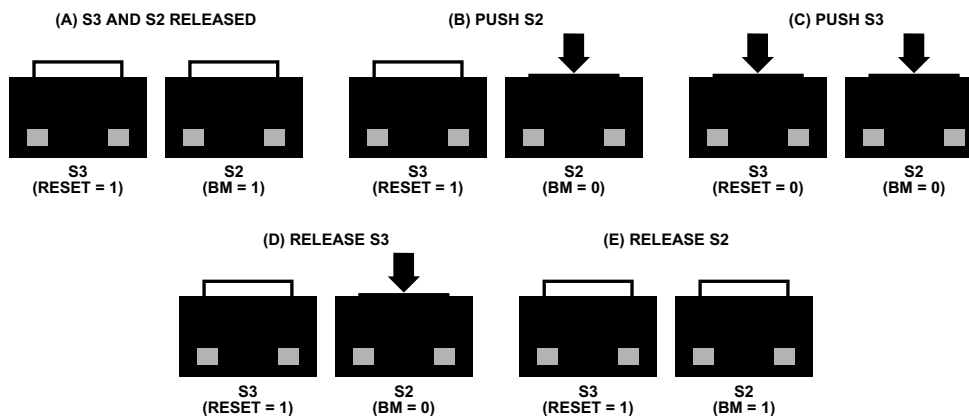 (A) S3 AND S2 RELEASED
S3
(RESET = 1)
S2
(BM = 1)
(B) PUSH S2
S3
(RESET = 1)
S2
(BM = 0)
(C) PUSH S3
S3
(RESET = 0)
S2
(BM = 0)
(D) RELEASE S3
S3
(RESET = 1)
S2
(BM = 0)
(E) RELEASE S2
S3
(RESET = 1)
S2
(BM = 1)